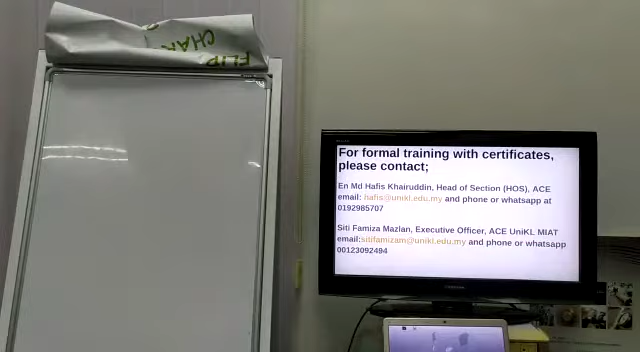 FLIP
CHART
For formal training with certificates,
please contact;
En Md Hafis Khairuddin, Head of Section (HOS), ACE
email: hafis@unikl.edu.my and phone or whatsapp at
0192985707
Siti Famiza Mazlan, Executive Officer, ACE UniKL MIAT
email:sitifamizam@unikl.edu.my and phone or whatsapp
00123092494